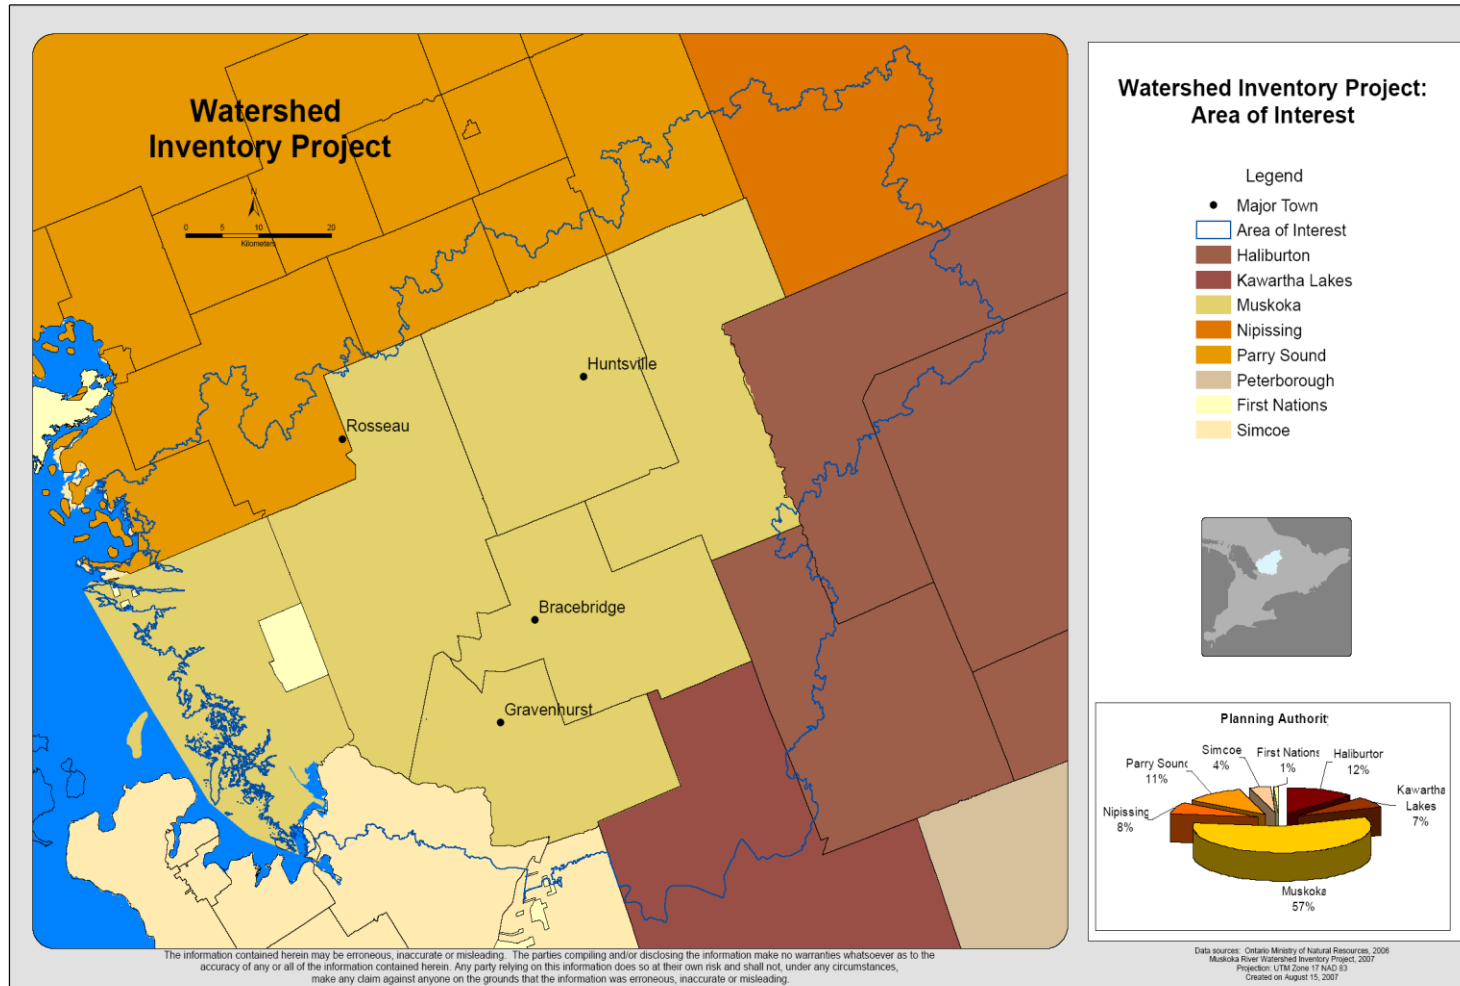 Watershed
Inventory Project
N
0 5 10 20
Kilometers
Huntsville
Rosseau
Bracebridge
Gravenhurst
The information contained herein may be erroneous, inaccurate or misleading. The parties compiling and/or disclosing the information make no warranties whatsoever as to the
accuracy of any or all of the information contained herein. Any party relying on this information does so at their own risk and shall not, under any circumstances,
make any claim against anyone on the grounds that the information was erroneous, inaccurate or misleading.
Watershed Inventory Project:
Area of Interest
Legend
Major Town
Area of Interest
Haliburton
Kawartha Lakes
Muskoka
Nipissing
Parry Sound
Peterborough
First Nations
Simcoe
Planning Authority
Simcoe
4%
First Nations
1%
Haliburtor
12%
Parry Sound
11%
Kawartha
Lakes
7%
Nipissing
8%
Muskoka
57%
Data sources: Ontario Ministry of Natural Resources, 2006
Muskoka River Watershed Inventory Project, 2007
Projection: UTM Zone 17 NAD 83
Created on August 15, 2007